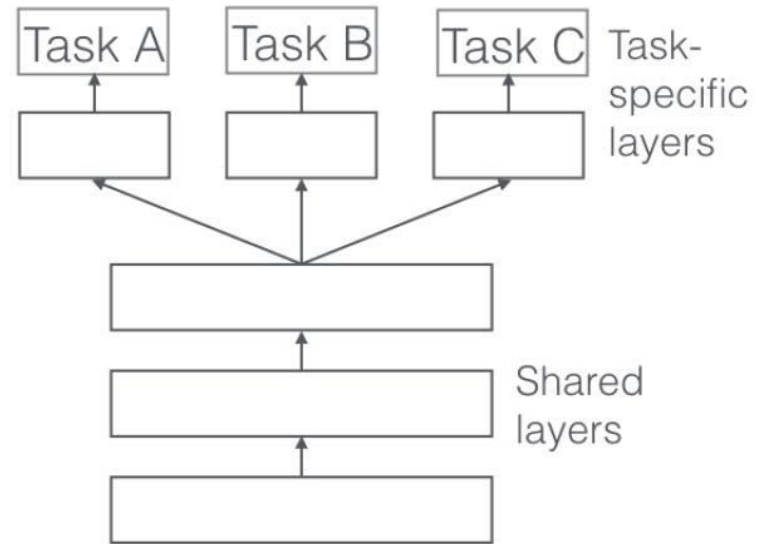 Task A
Task B
Task C
Task-
specific
layers
Shared
layers